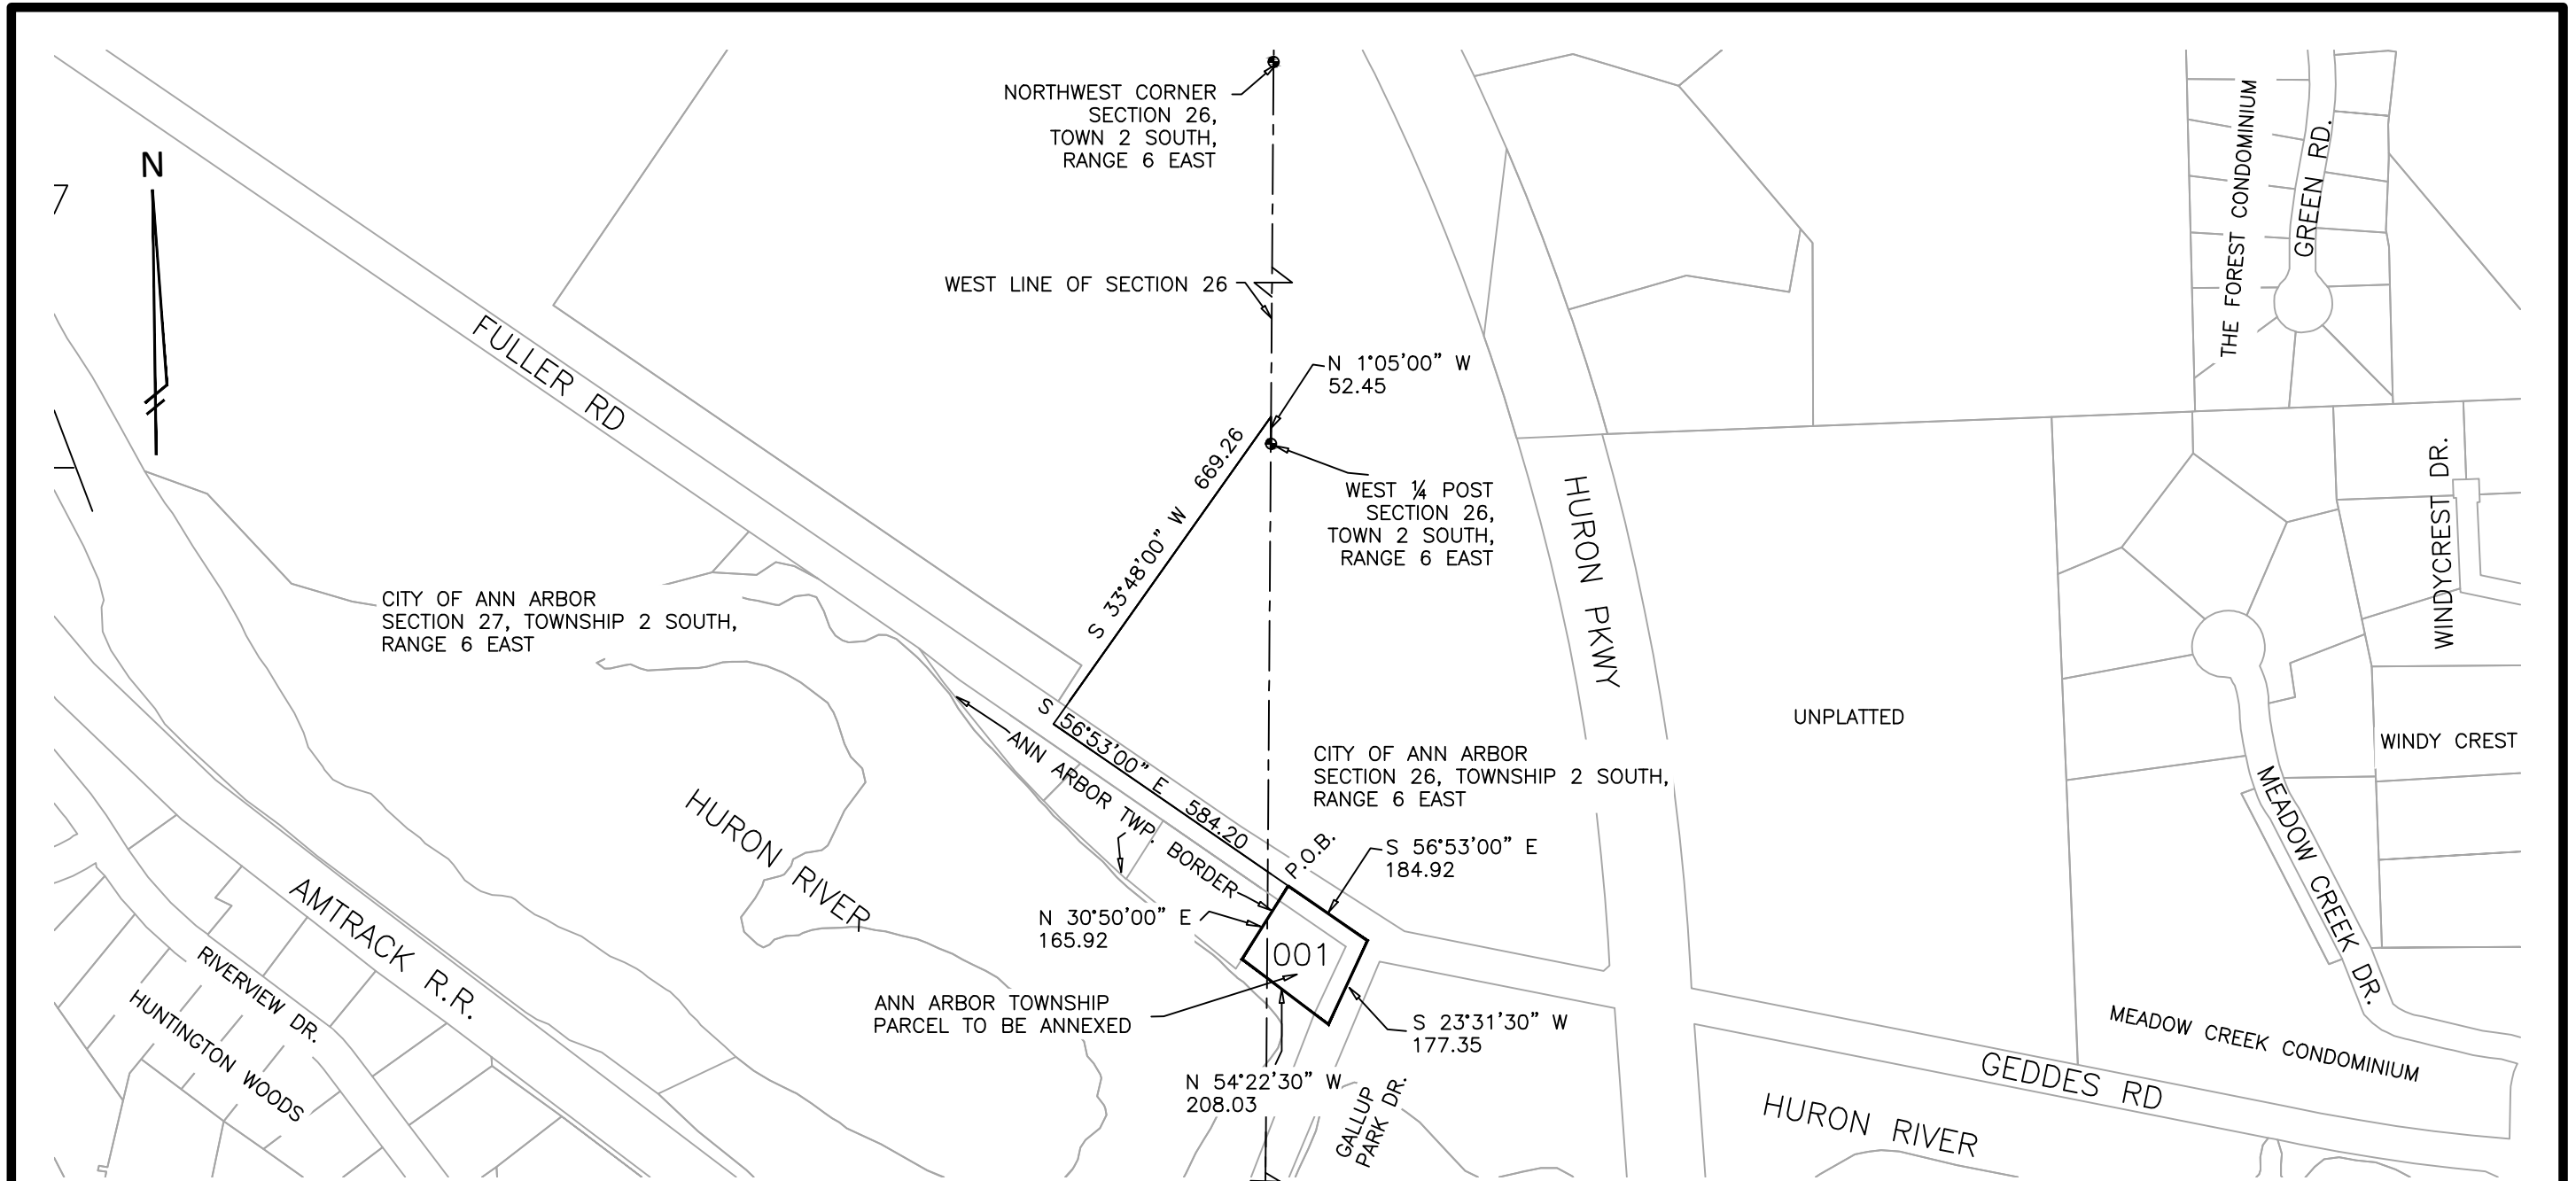 NORTHWEST CORNER
SECTION 26,
TOWN 2 SOUTH,
RANGE 6 EAST
N
7
WEST LINE OF SECTION 26
N 1°05'00" W
52.45
FULLER RD
S 33°48'00" W 669.26
WEST ¼ POST
SECTION 26,
TOWN 2 SOUTH,
RANGE 6 EAST
HURON PKWY
THE FOREST CONDOMINIUM
GREEN RD.
WINDYCREST DR.
CITY OF ANN ARBOR
SECTION 27, TOWNSHIP 2 SOUTH,
RANGE 6 EAST
UNPLATTED
WINDY CREST
S 56°53'00" E 584.20
ANN ARBOR TWP. BORDER
CITY OF ANN ARBOR
SECTION 26, TOWNSHIP 2 SOUTH,
RANGE 6 EAST
P.O.B.
S 56°53'00" E
184.92
HURON RIVER
MEADOW CREEK DR.
N 30°50'00" E
165.92
001
AMTRACK R.R.
RIVERVIEW DR.
HUNTINGTON WOODS
ANN ARBOR TOWNSHIP
PARCEL TO BE ANNEXED
S 23°31'30" W
177.35
N 54°22'30" W
208.03
GALLUP
PARK DR.
MEADOW CREEK CONDOMINIUM
GEDDES RD
HURON RIVER